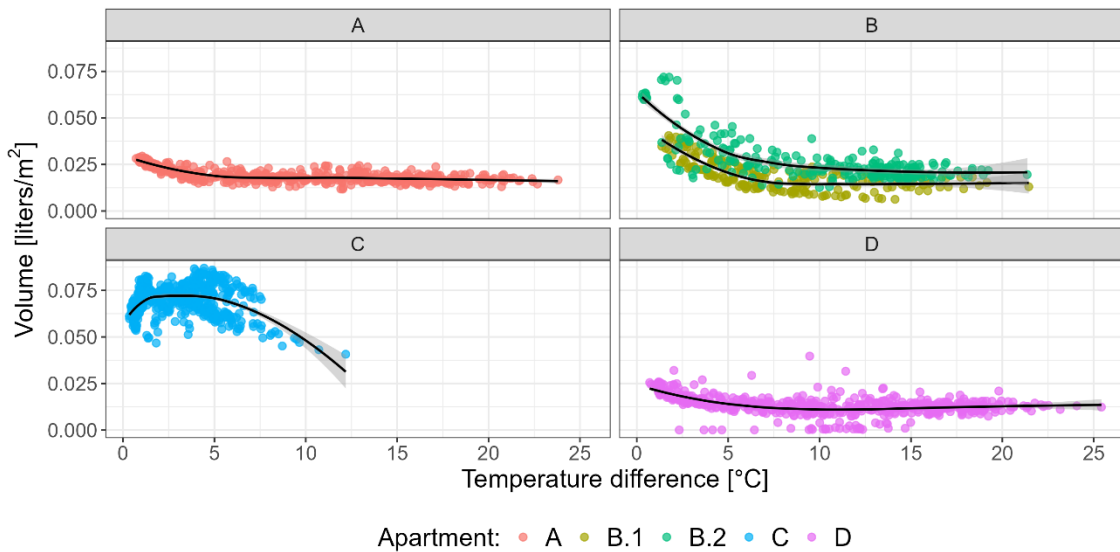 A
B
0.075
0.050
0.025
0.000
C
D
0.075
0.050
0.025
0.000
Volume [liters/m²]
0 5 10 15 20 25
0 5 10 15 20 25
Temperature difference [°C]
Apartment: A B.1 B.2 C D